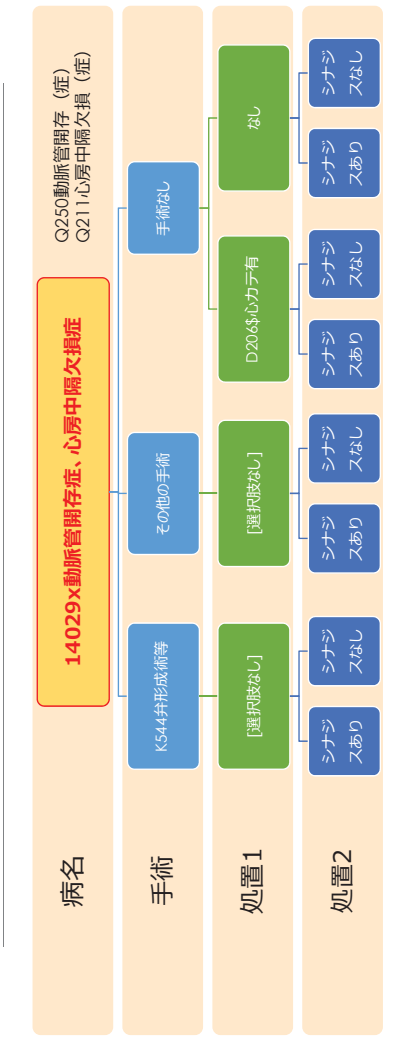 病名
14029x動脈管開存症、心房中隔欠損症
Q250動脈管開存（症）
Q211心房中隔欠損（症）
手術
K544弁形成術等
その他の手術
手術なし
処置1
[選択肢なし]
[選択肢なし]
D206$心カテ有
なし
処置2
シナジ
スあり
シナジ
スなし
シナジ
スあり
シナジ
スなし
シナジ
スあり
シナジ
スなし
シナジ
スあり
シナジ
スなし